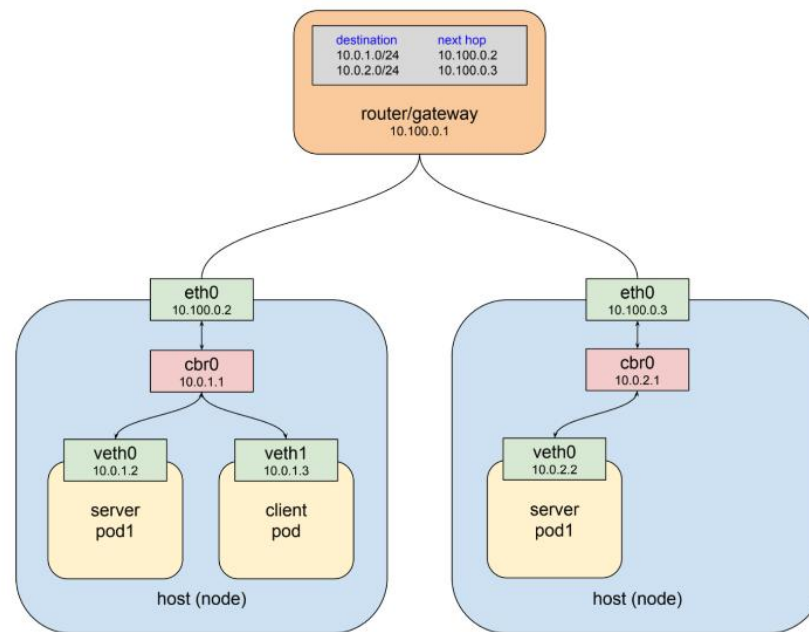 destination next hop
10.0.1.0/24 10.100.0.2
10.0.2.0/24 10.100.0.3
router/gateway
10.100.0.1
eth0
10.100.0.2
eth0
10.100.0.3
cbr0
10.0.1.1
cbr0
10.0.2.1
veth0
10.0.1.2
veth1
10.0.1.3
veth0
10.0.2.2
server
pod1
client
pod
server
pod1
host (node)
host (node)